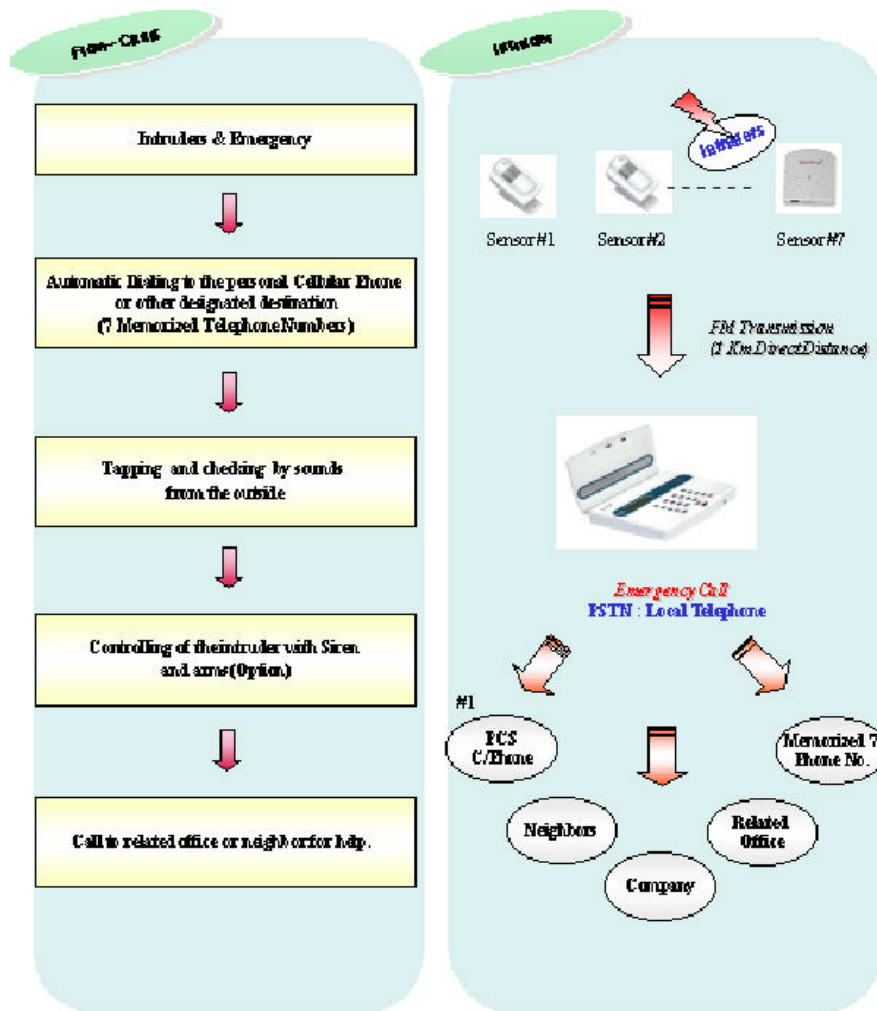 Flow-Chart
Intruders & Emergency
Automatic Dialing to the personal Cellular Phone
or other designated destination
(7 Memorized Telephone Numbers)
Tapping and checking by sounds
from the outside
Controlling of the intruder with Siren
and arms(Option)
Call to related office or neighbor for help.
Intruders
Sensor#1
Sensor#2
Sensor#7
FM Transmission
(1 Km Direct Distance)
Emergency Call
PSTN : Local Telephone
#1
PCS
C/Phone
Neighbors
Company
Related
Office
Memorized 7
Phone No.